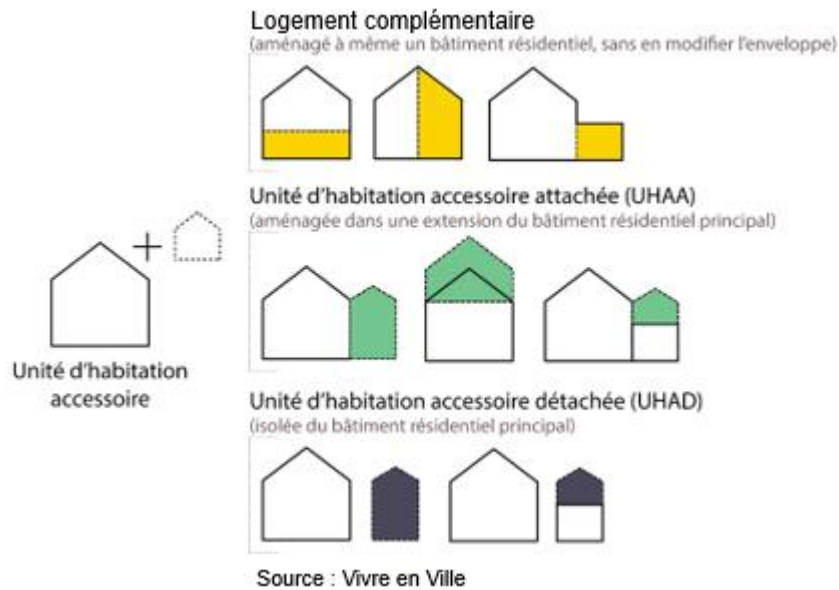 Logement complémentaire
(aménagé à même un bâtiment résidentiel, sans en modifier l'enveloppe)
Unité d'habitation accessoire attachée (UHAA)
(aménagée dans une extension du bâtiment résidentiel principal)
Unité d'habitation
accessoire
Unité d'habitation accessoire détachée (UHAD)
(isolée du bâtiment résidentiel principal)
Source : Vivre en Ville